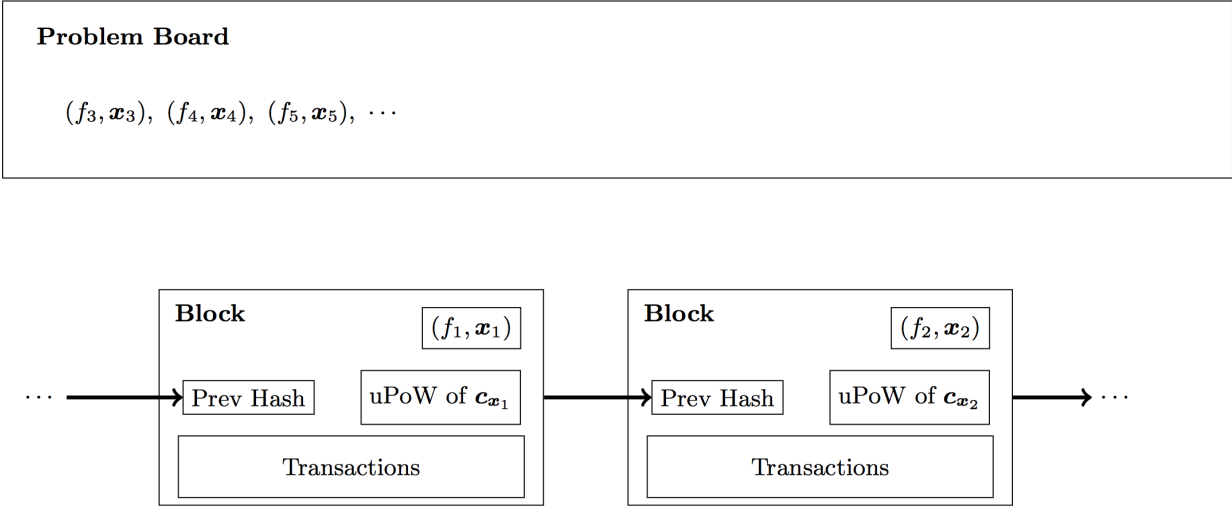 Problem Board
(f₃, x₃), (f₄, x₄), (f₅, x₅), ⋯
Block
(f₁, x₁)
⋯
Prev Hash
uPoW of c_{x₁}
Transactions
Block
(f₂, x₂)
Prev Hash
uPoW of c_{x₂}
⋯
Transactions